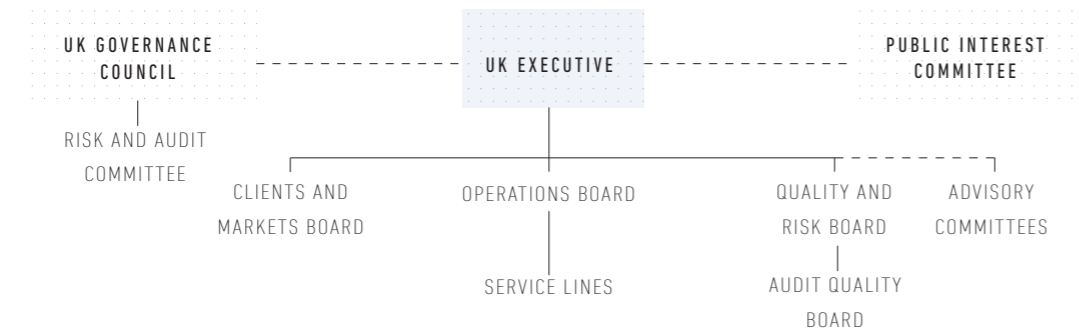 UK GOVERNANCE
COUNCIL
UK EXECUTIVE
PUBLIC INTEREST
COMMITTEE
RISK AND AUDIT
COMMITTEE
CLIENTS AND
MARKETS BOARD
OPERATIONS BOARD
QUALITY AND
RISK BOARD
ADVISORY
COMMITTEES
SERVICE LINES
AUDIT QUALITY
BOARD